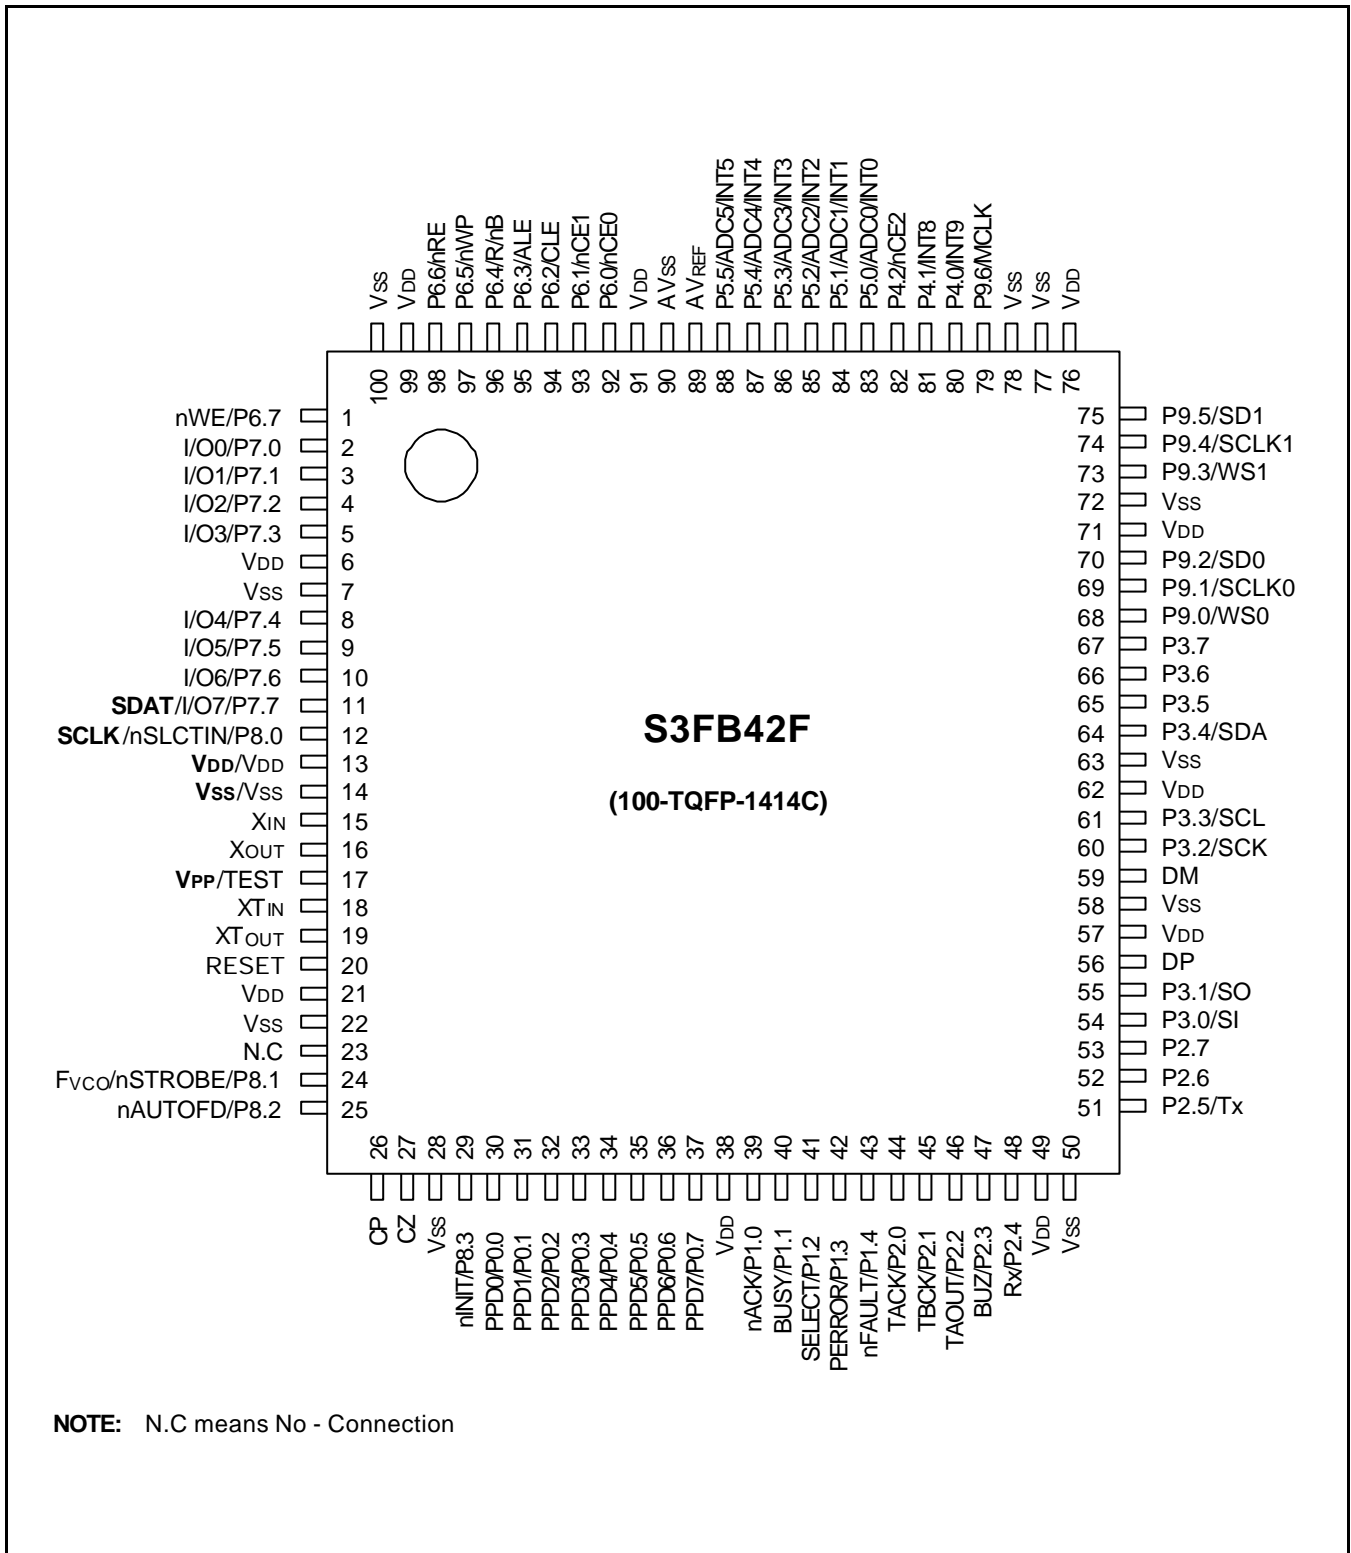 VSS
VDD
P6.6/nRE
P6.5/nWP
P6.4/R/nB
P6.3/ALE
P6.2/CLE
P6.1/nCE1
P6.0/nCE0
VDD
AVSS
AVREF
P5.5/ADC5/INT5
P5.4/ADC4/INT4
P5.3/ADC3/INT3
P5.2/ADC2/INT2
P5.1/ADC1/INT1
P5.0/ADC0/INT0
P4.2/nCE2
P4.1/INT8
P4.0/INT9
P9.6/MCLK
VSS
VSS
VDD
100
99
98
97
96
95
94
93
92
91
90
89
88
87
86
85
84
83
82
81
80
79
78
77
76
nWE/P6.7 1
I/O0/P7.0 2
I/O1/P7.1 3
I/O2/P7.2 4
I/O3/P7.3 5
VDD 6
VSS 7
I/O4/P7.4 8
I/O5/P7.5 9
I/O6/P7.6 10
SDAT/I/O7/P7.7 11
SCLK/nSLCTIN/P8.0 12
VDD/VDD 13
VSS/VSS 14
XIN 15
XOUT 16
VPP/TEST 17
XTIN 18
XTOUT 19
RESET 20
VDD 21
VSS 22
N.C 23
FVCO/nSTROBE/P8.1 24
nAUTOFD/P8.2 25
S3FB42F
(100-TQFP-1414C)
75 P9.5/SD1
74 P9.4/SCLK1
73 P9.3/WS1
72 VSS
71 VDD
70 P9.2/SD0
69 P9.1/SCLK0
68 P9.0/WS0
67 P3.7
66 P3.6
65 P3.5
64 P3.4/SDA
63 VSS
62 VDD
61 P3.3/SCL
60 P3.2/SCK
59 DM
58 VSS
57 VDD
56 DP
55 P3.1/SO
54 P3.0/SI
53 P2.7
52 P2.6
51 P2.5/Tx
26
27
28
29
30
31
32
33
34
35
36
37
38
39
40
41
42
43
44
45
46
47
48
49
50
CP
CZ
VSS
nINIT/P8.3
PPD0/P0.0
PPD1/P0.1
PPD2/P0.2
PPD3/P0.3
PPD4/P0.4
PPD5/P0.5
PPD6/P0.6
PPD7/P0.7
VDD
nACK/P1.0
BUSY/P1.1
SELECT/P1.2
PERROR/P1.3
nFAULT/P1.4
TACK/P2.0
TBCK/P2.1
TAOUT/P2.2
BUZ/P2.3
Rx/P2.4
VDD
VSS
NOTE: N.C means No - Connection